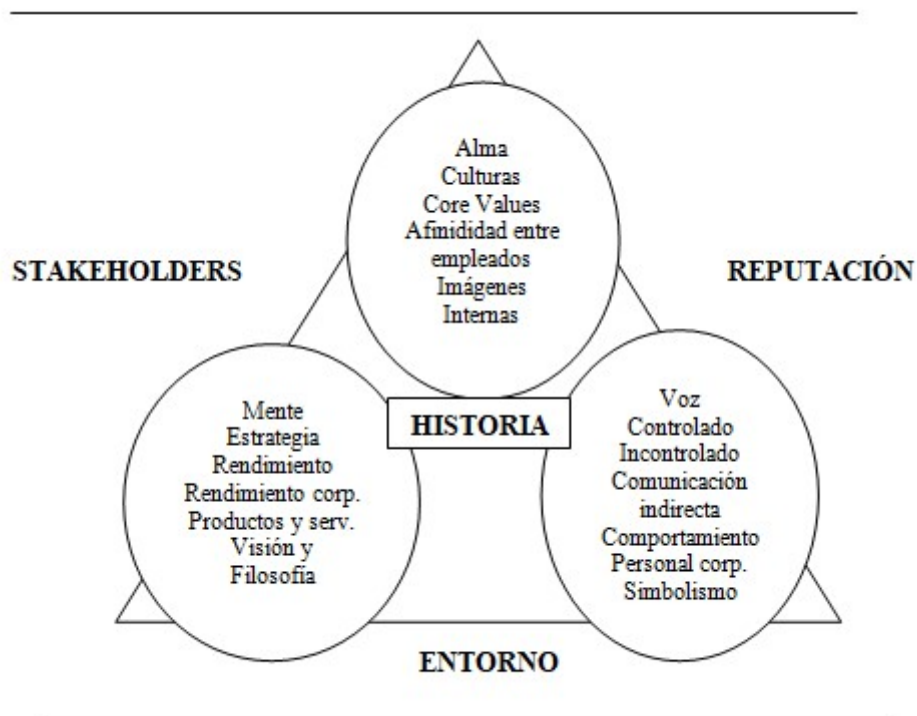 Alma
Culturas
Core Values
Afinididad entre
empleados
Imágenes
Internas
STAKEHOLDERS
REPUTACIÓN
HISTORIA
Mente
Estrategia
Rendimiento
Rendimiento corp.
Productos y serv.
Visión y
Filosofía
Voz
Controlado
Incontrolado
Comunicación
indirecta
Comportamiento
Personal corp.
Simbolismo
ENTORNO